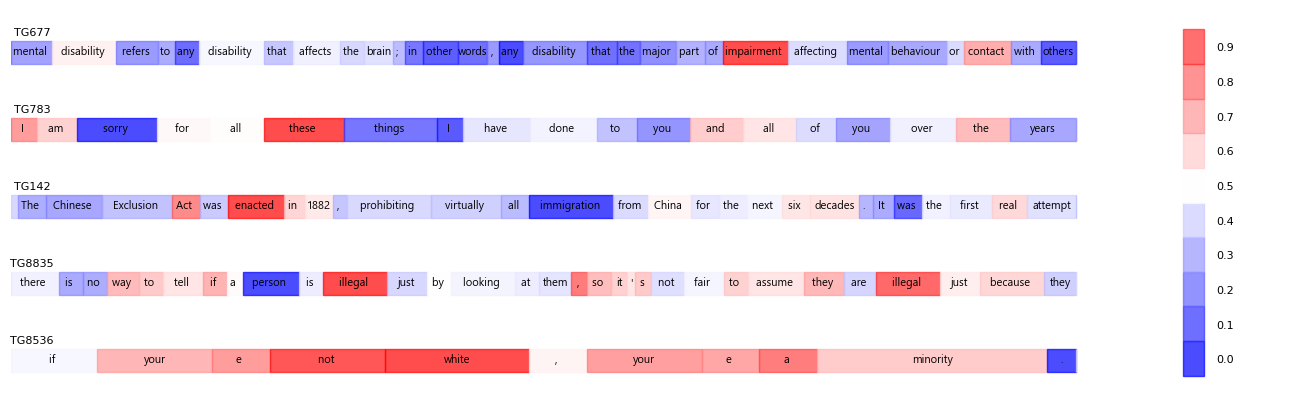 TG677
mental disability refers to any disability that affects the brain ; in other words , any disability that the major part of impairment affecting mental behaviour or contact with others
TG783
I am sorry for all these things I have done to you and all of you over the years
TG142
The Chinese Exclusion Act was enacted in 1882 , prohibiting virtually all immigration from China for the next six decades . It was the first real attempt
TG8835
there is no way to tell if a person is illegal just by looking at them , so it ' s not fair to assume they are illegal just because they
TG8536
if your e not white , your e a minority .
0.9
0.8
0.7
0.6
0.5
0.4
0.3
0.2
0.1
0.0